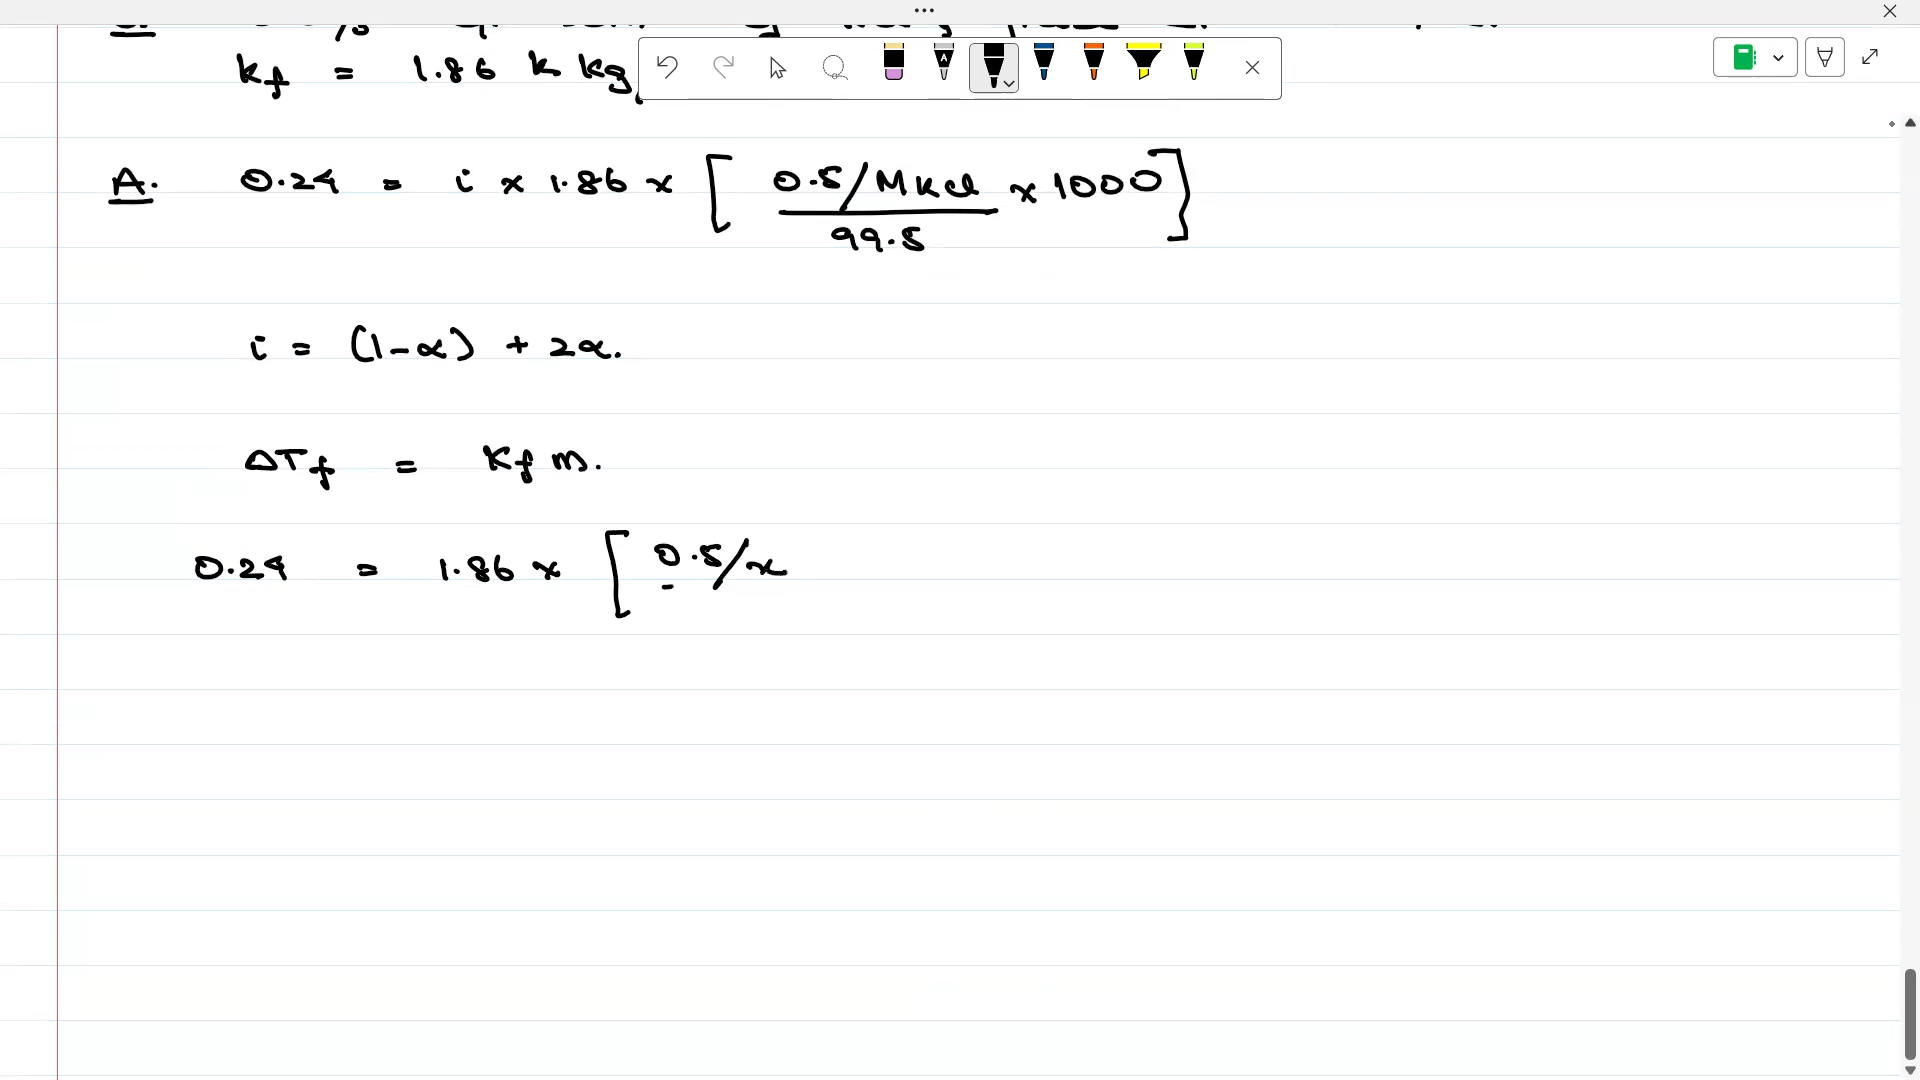 Kf = 1.86 K kg
A. 0.24 = i x 1.86 x [ 0.5/MKCl / 99.5 x 1000 ]
i = (1-α) + 2α.
ΔTf = Kf m.
0.24 = 1.86 x [ 0.5/x